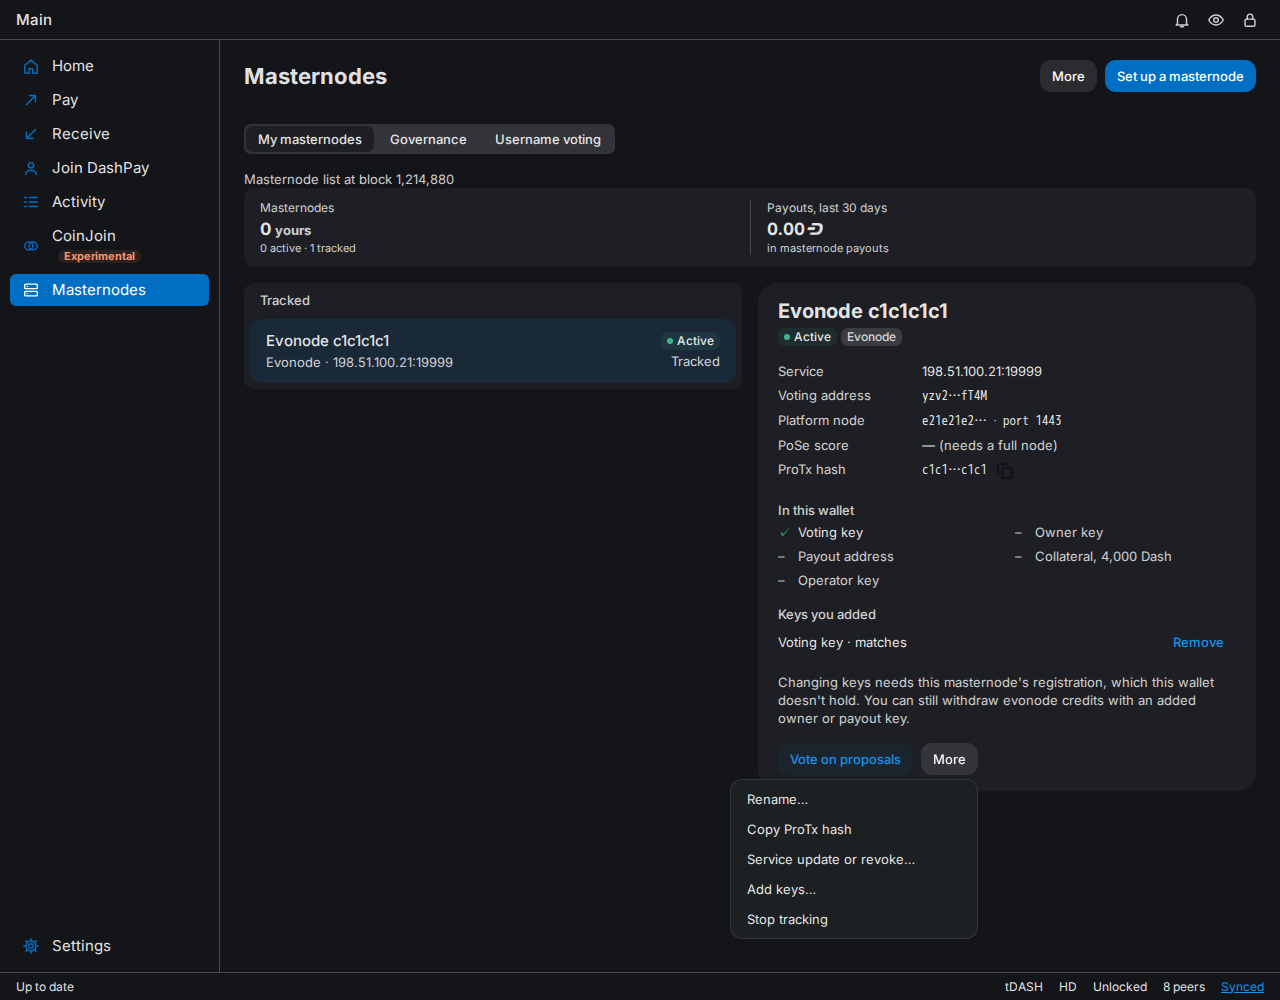 Main
Home
Pay
Receive
Join DashPay
Activity
CoinJoin
Experimental
Masternodes
Settings
Masternodes
More
Set up a masternode
My masternodes
Governance
Username voting
Masternode list at block 1,214,880
Masternodes
0 yours
0 active · 1 tracked
Payouts, last 30 days
0.00
in masternode payouts
Tracked
Evonode c1c1c1c1
Active
Evonode · 198.51.100.21:19999
Tracked
Evonode c1c1c1c1
Active
Evonode
Service 198.51.100.21:19999
Voting address yzv2···fT4M
Platform node e21e21e2··· · port 1443
PoSe score — (needs a full node)
ProTx hash c1c1···c1c1
In this wallet
✓ Voting key
– Owner key
– Payout address
– Collateral, 4,000 Dash
– Operator key
Keys you added
Voting key · matches
Remove
Changing keys needs this masternode's registration, which this wallet
doesn't hold. You can still withdraw evonode credits with an added
owner or payout key.
Vote on proposals
More
Rename...
Copy ProTx hash
Service update or revoke...
Add keys...
Stop tracking
Up to date
tDASH
HD
Unlocked
8 peers
Synced